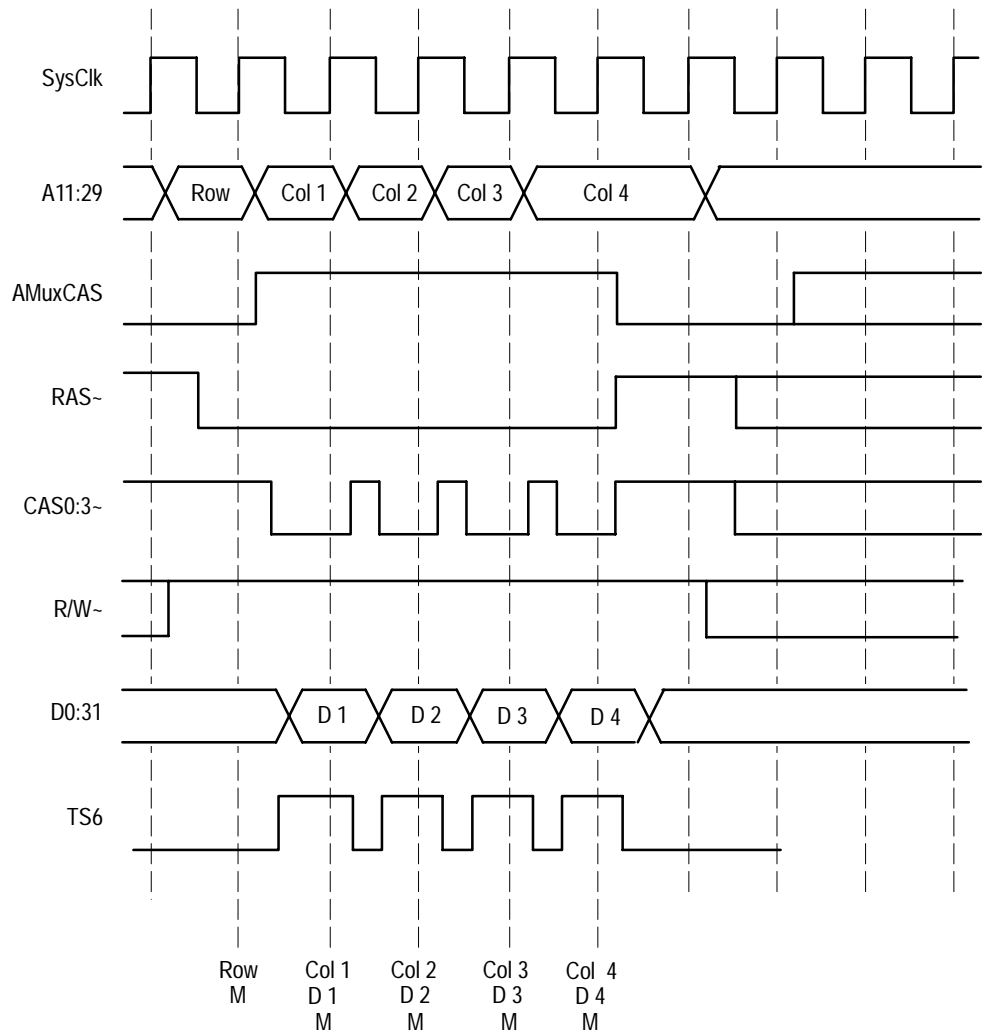 SysClk
A11:29 Row Col 1 Col 2 Col 3 Col 4
AMuxCAS
RAS~
CAS0:3~
R/W~
D0:31 D 1 D 2 D 3 D 4
TS6
Row Col 1 Col 2 Col 3 Col 4
M D 1 D 2 D 3 D 4
M M M M